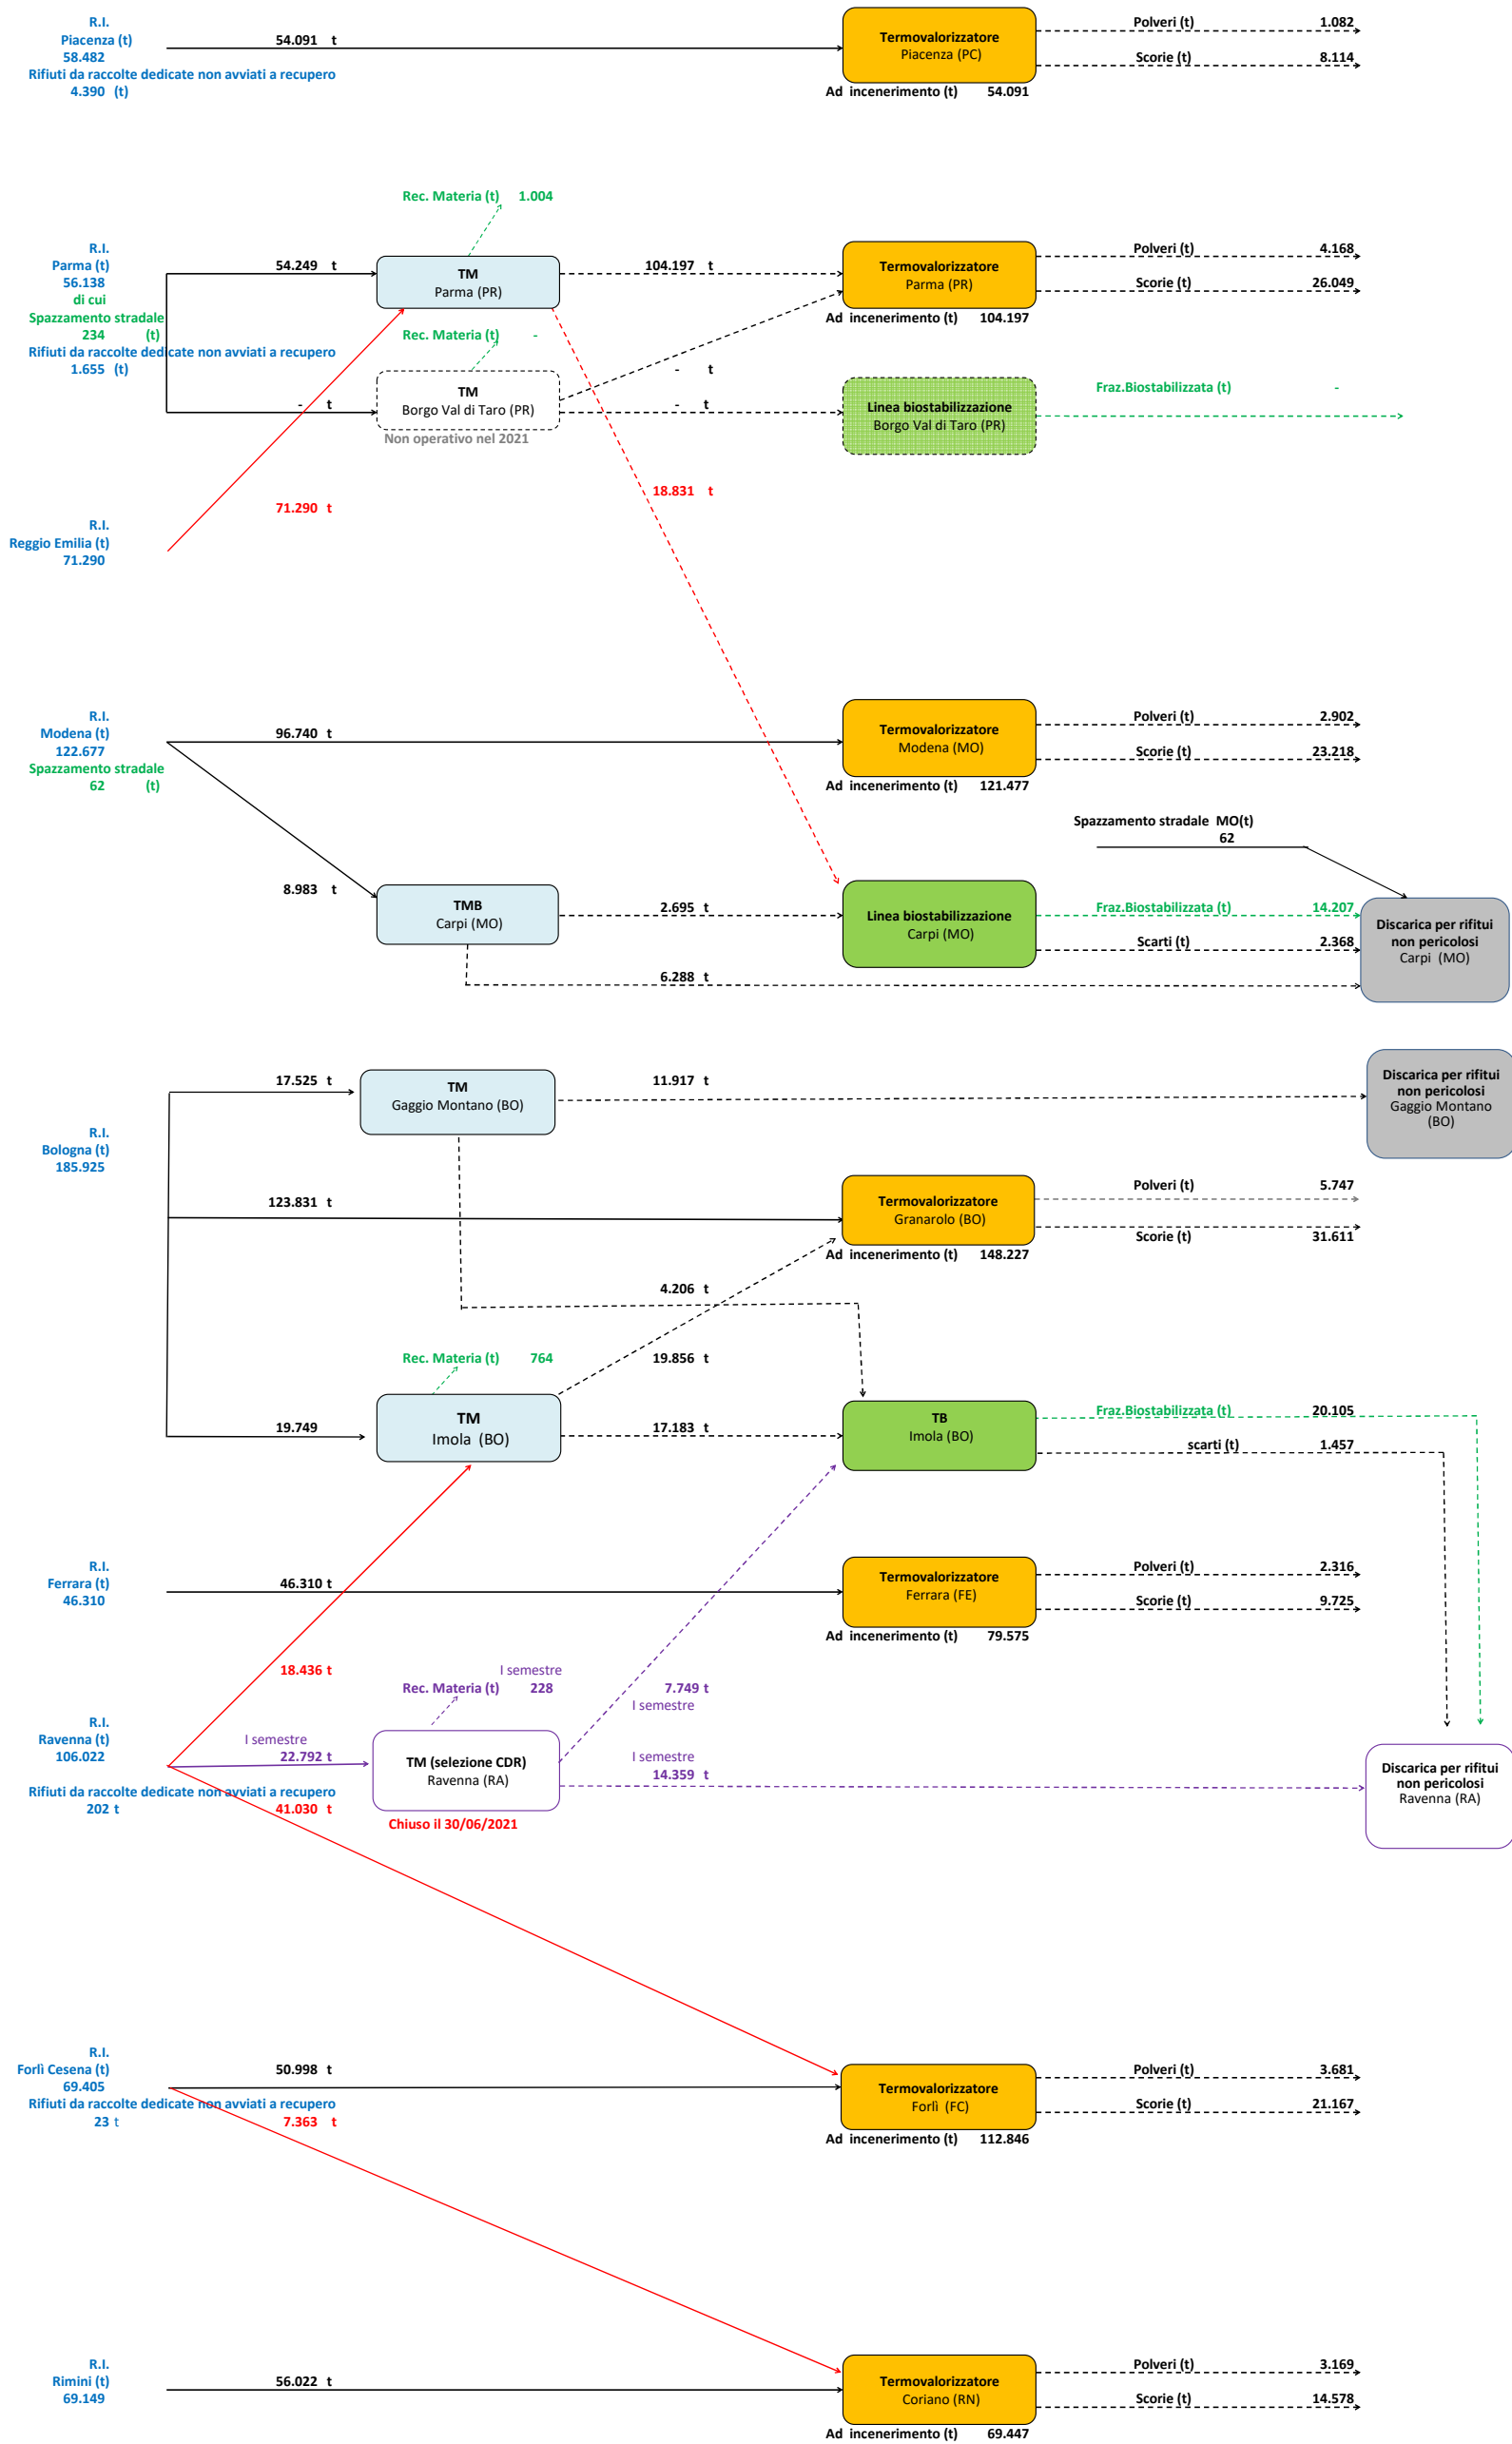 R.I.
Piacenza (t)
58.482
Rifiuti da raccolte dedicate non avviati a recupero
4.390 (t)
54.091 t
Termovalorizzatore
Piacenza (PC)
Ad incenerimento (t) 54.091
Polveri (t) 1.082
Scorie (t) 8.114
Rec. Materia (t) 1.004
R.I.
Parma (t)
56.138
di cui
Spazzamento stradale
234 (t)
Rifiuti da raccolte dedicate non avviati a recupero
1.655 (t)
54.249 t
TM
Parma (PR)
104.197 t
Termovalorizzatore
Parma (PR)
Ad incenerimento (t) 104.197
Polveri (t) 4.168
Scorie (t) 26.049
Rec. Materia (t) -
- t
TM
Borgo Val di Taro (PR)
Non operativo nel 2021
- t
- t
Linea biostabilizzazione
Borgo Val di Taro (PR)
Fraz.Biostabilizzata (t) -
18.831 t
71.290 t
R.I.
Reggio Emilia (t)
71.290
R.I.
Modena (t)
122.677
Spazzamento stradale
62 (t)
96.740 t
Termovalorizzatore
Modena (MO)
Ad incenerimento (t) 121.477
Polveri (t) 2.902
Scorie (t) 23.218
Spazzamento stradale MO(t)
62
8.983 t
TMB
Carpi (MO)
2.695 t
6.288 t
Linea biostabilizzazione
Carpi (MO)
Fraz.Biostabilizzata (t) 14.207
Scarti (t) 2.368
Discarica per rifitui
non pericolosi
Carpi (MO)
17.525 t
TM
Gaggio Montano (BO)
11.917 t
Discarica per rifitui
non pericolosi
Gaggio Montano
(BO)
R.I.
Bologna (t)
185.925
123.831 t
Termovalorizzatore
Granarolo (BO)
Ad incenerimento (t) 148.227
Polveri (t) 5.747
Scorie (t) 31.611
4.206 t
Rec. Materia (t) 764
19.856 t
19.749
TM
Imola (BO)
17.183 t
TB
Imola (BO)
Fraz.Biostabilizzata (t) 20.105
scarti (t) 1.457
R.I.
Ferrara (t)
46.310
46.310 t
Termovalorizzatore
Ferrara (FE)
Ad incenerimento (t) 79.575
Polveri (t) 2.316
Scorie (t) 9.725
18.436 t
I semestre
Rec. Materia (t) 228
7.749 t
I semestre
R.I.
Ravenna (t)
106.022
I semestre
22.792 t
TM (selezione CDR)
Ravenna (RA)
Chiuso il 30/06/2021
I semestre
14.359 t
Discarica per rifitui
non pericolosi
Ravenna (RA)
Rifiuti da raccolte dedicate non avviati a recupero
202 t
41.030 t
R.I.
Forlì Cesena (t)
69.405
Rifiuti da raccolte dedicate non avviati a recupero
23 t
50.998 t
7.363 t
Termovalorizzatore
Forlì (FC)
Ad incenerimento (t) 112.846
Polveri (t) 3.681
Scorie (t) 21.167
R.I.
Rimini (t)
69.149
56.022 t
Termovalorizzatore
Coriano (RN)
Ad incenerimento (t) 69.447
Polveri (t) 3.169
Scorie (t) 14.578